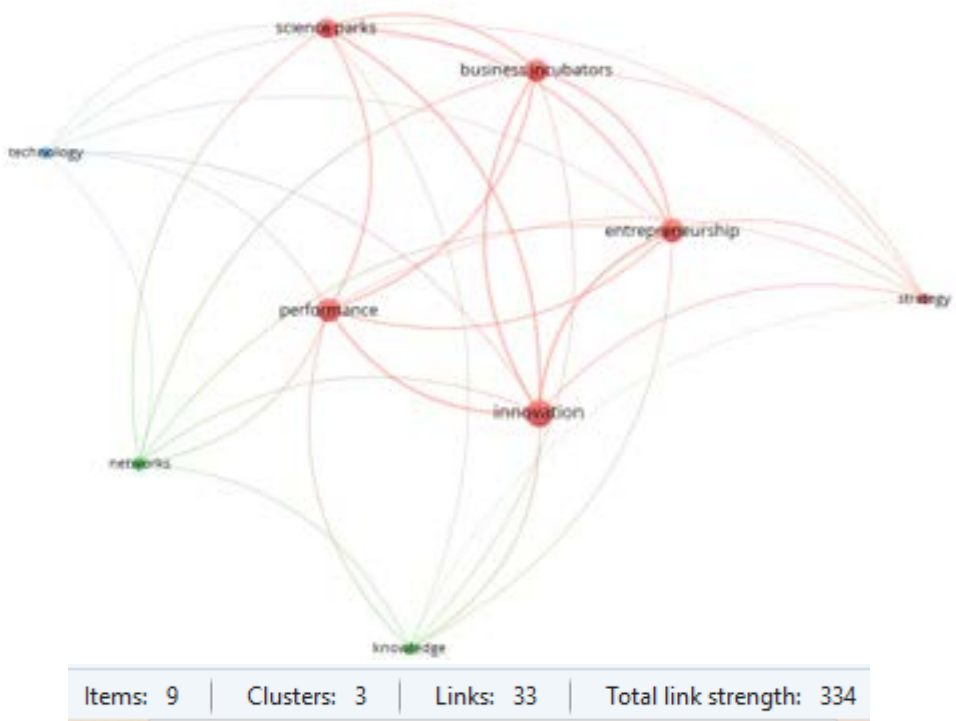 science parks
business incubators
technology
entrepreneurship
strategy
performance
innovation
networks
knowledge
Items: 9 Clusters: 3 Links: 33 Total link strength: 334